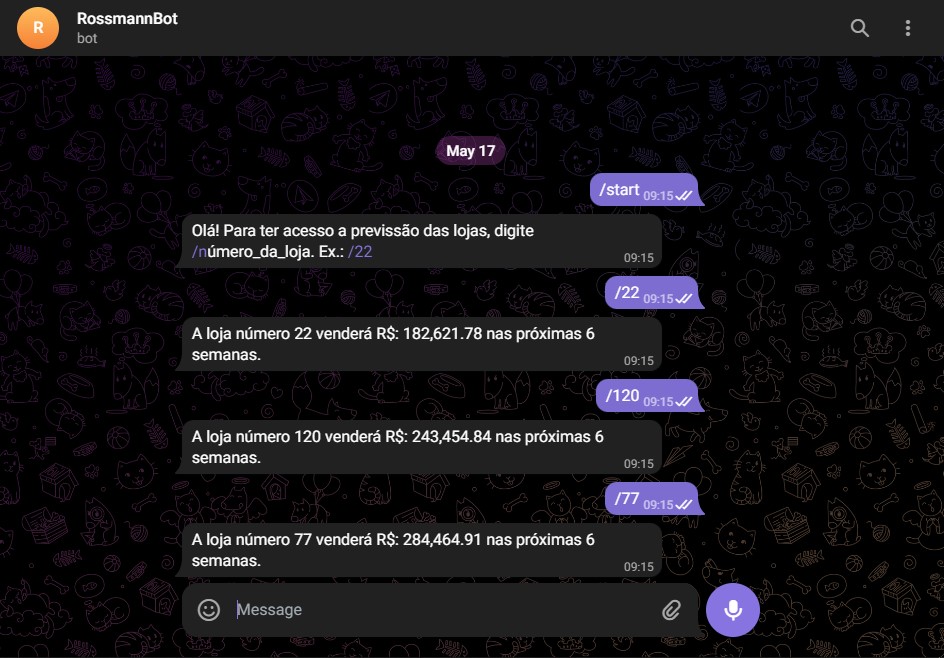 R
RossmannBot
bot
May 17
/start 09:15
Olá! Para ter acesso a previssão das lojas, digite
/número_da_loja. Ex.: /22
09:15
/22 09:15
A loja número 22 venderá R$: 182,621.78 nas próximas 6
semanas.
09:15
/120 09:15
A loja número 120 venderá R$: 243,454.84 nas próximas 6
semanas.
09:15
/77 09:15
A loja número 77 venderá R$: 284,464.91 nas próximas 6
semanas.
09:15
Message